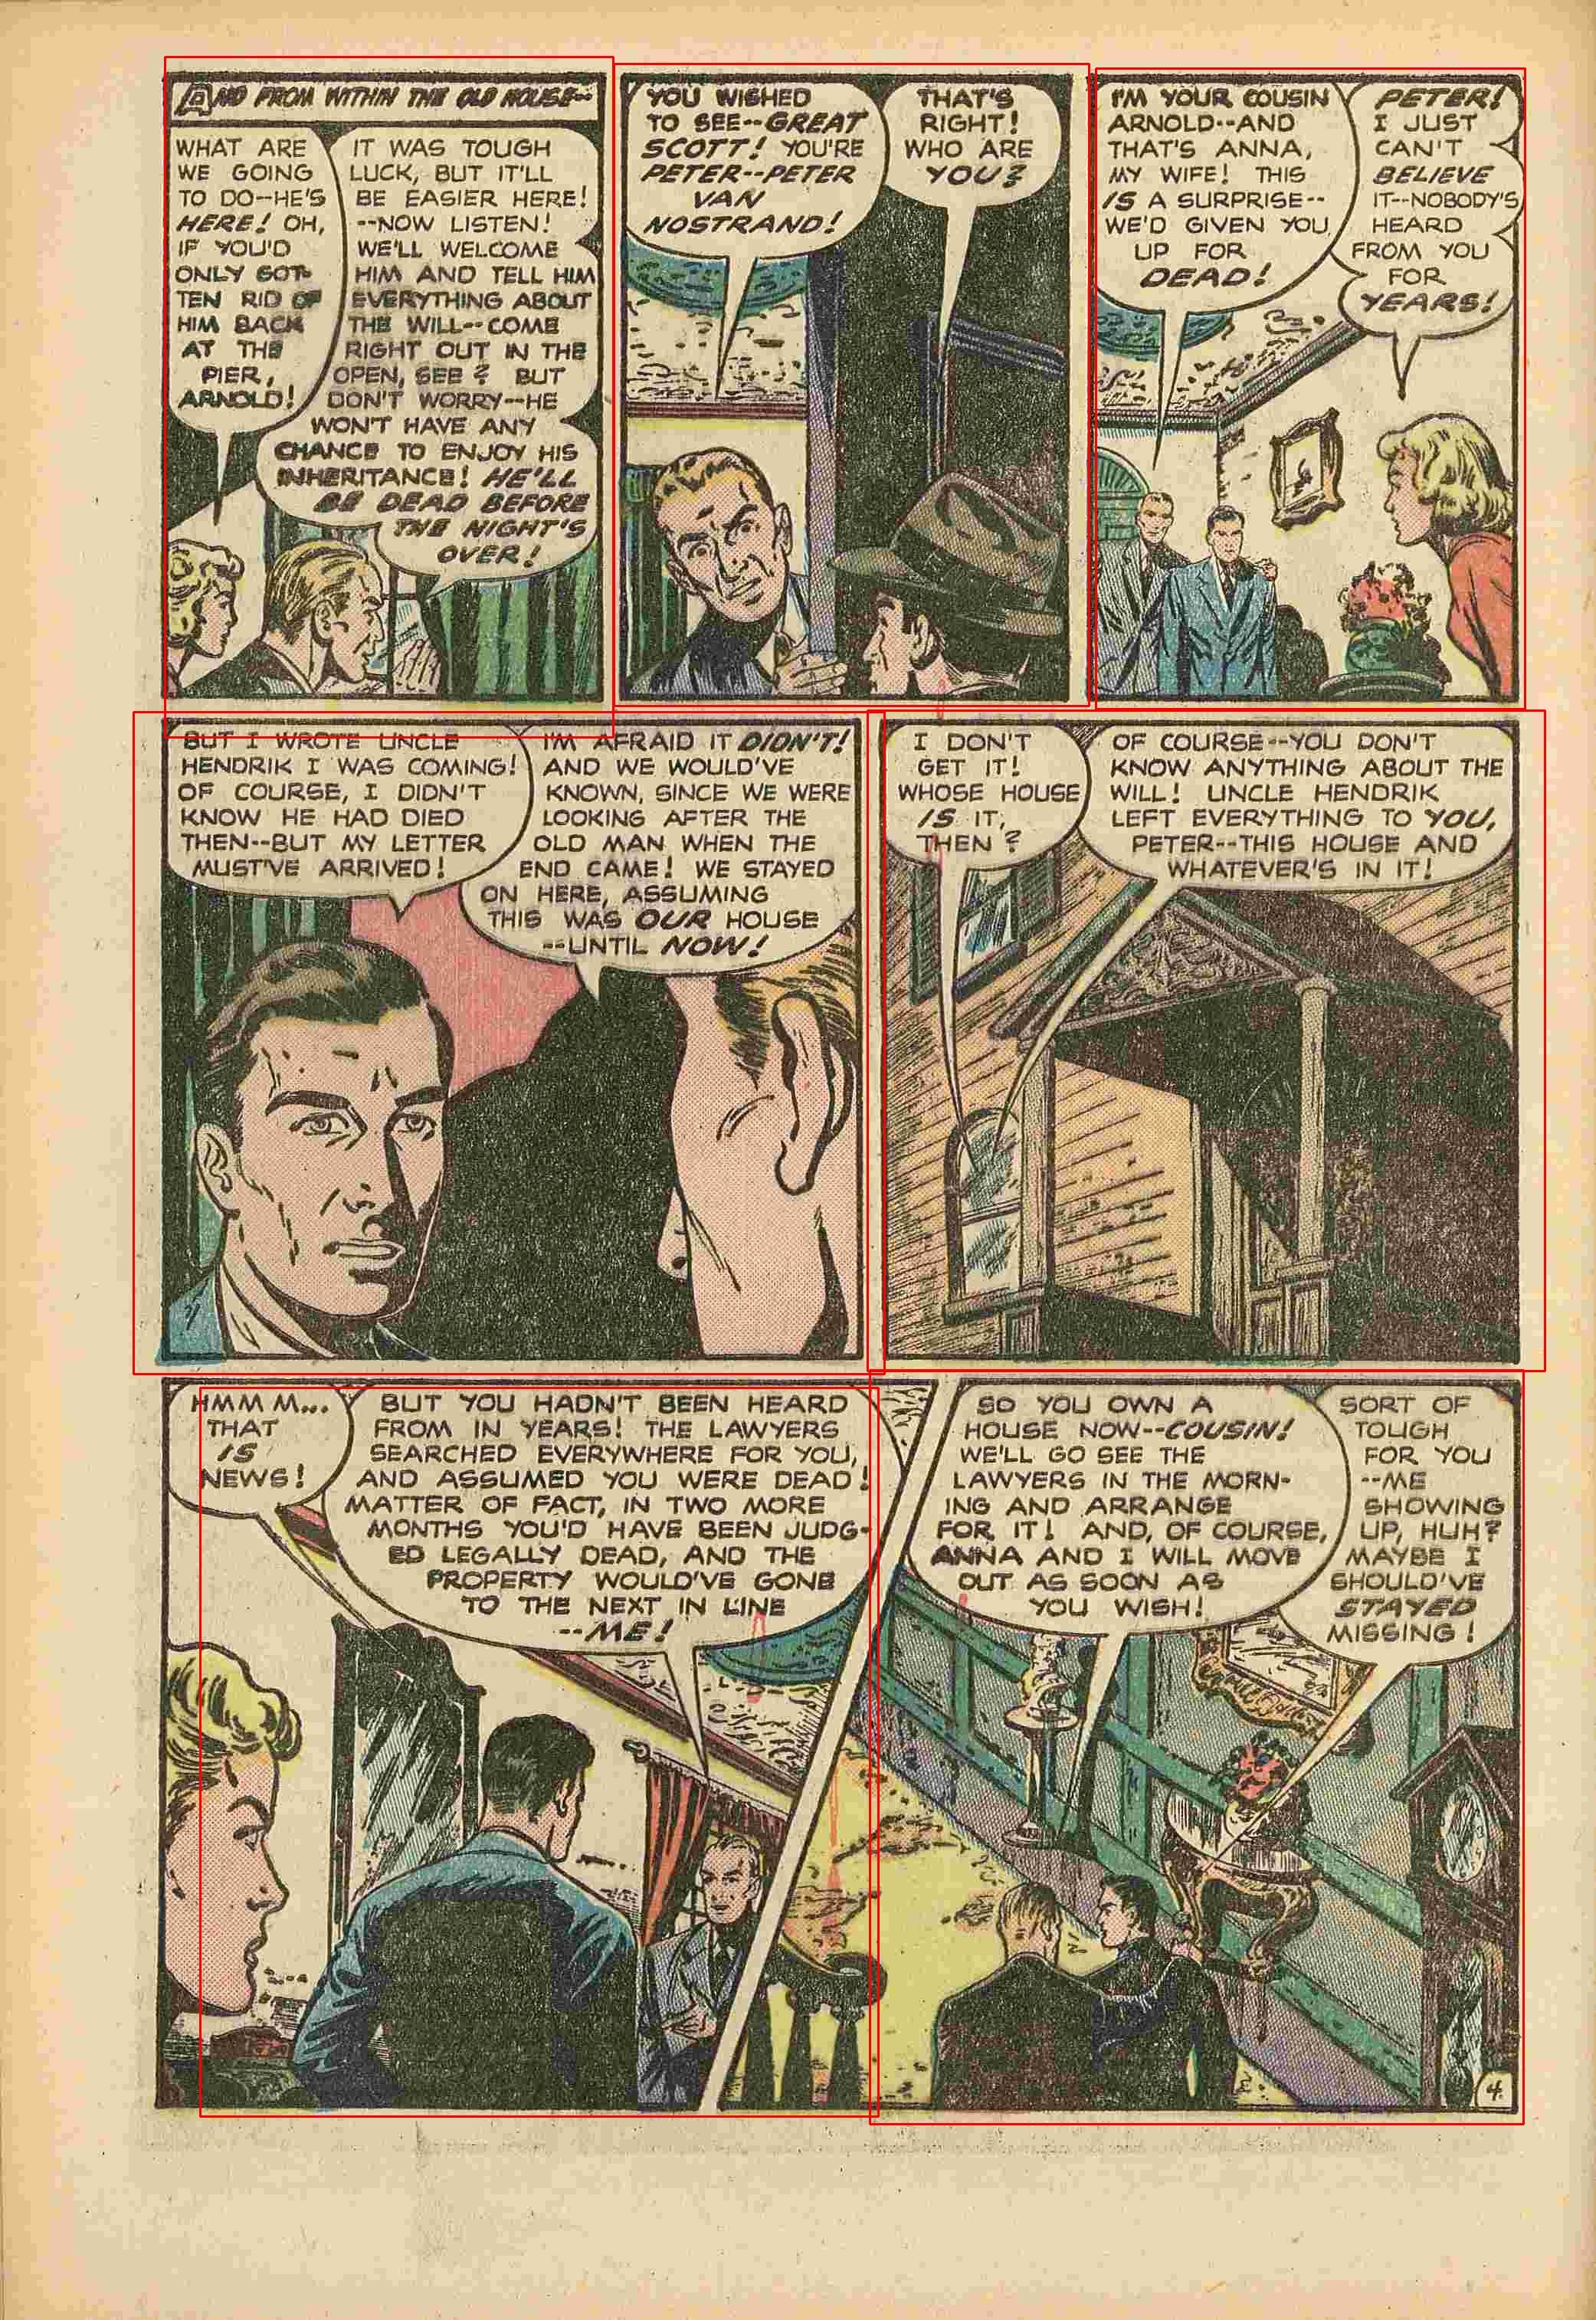 AND FROM WITHIN THE OLD HOUSE--
WHAT ARE
WE GOING
TO DO--HE'S
HERE! OH,
IF YOU'D
ONLY GOT-
TEN RID OF
HIM BACK
AT THE
PIER,
ARNOLD!
IT WAS TOUGH
LUCK, BUT IT'LL
BE EASIER HERE!
--NOW LISTEN!
WE'LL WELCOME
HIM AND TELL HIM
EVERYTHING ABOUT
THE WILL--COME
RIGHT OUT IN THE
OPEN, SEE? BUT
DON'T WORRY--HE
WON'T HAVE ANY
CHANCE TO ENJOY HIS
INHERITANCE! HE'LL
BE DEAD BEFORE
THE NIGHT'S
OVER!
YOU WISHED
TO SEE--GREAT
SCOTT! YOU'RE
PETER--PETER
VAN
NOSTRAND!
THAT'S
RIGHT!
WHO ARE
YOU?
I'M YOUR COUSIN
ARNOLD--AND
THAT'S ANNA,
MY WIFE! THIS
IS A SURPRISE--
WE'D GIVEN YOU
UP FOR
DEAD!
PETER!
I JUST
CAN'T
BELIEVE
IT--NOBODY'S
HEARD
FROM YOU
FOR
YEARS!
BUT I WROTE UNCLE
HENDRIK I WAS COMING!
OF COURSE, I DIDN'T
KNOW HE HAD DIED
THEN--BUT MY LETTER
MUST'VE ARRIVED!
I'M AFRAID IT DIDN'T!
AND WE WOULD'VE
KNOWN, SINCE WE WERE
LOOKING AFTER THE
OLD MAN WHEN THE
END CAME! WE STAYED
ON HERE, ASSUMING
THIS WAS OUR HOUSE
--UNTIL NOW!
I DON'T
GET IT!
WHOSE HOUSE
IS IT,
THEN?
OF COURSE--YOU DON'T
KNOW ANYTHING ABOUT THE
WILL! UNCLE HENDRIK
LEFT EVERYTHING TO YOU,
PETER--THIS HOUSE AND
WHATEVER'S IN IT!
HMM M...
THAT
IS
NEWS!
BUT YOU HADN'T BEEN HEARD
FROM IN YEARS! THE LAWYERS
SEARCHED EVERYWHERE FOR YOU,
AND ASSUMED YOU WERE DEAD!
MATTER OF FACT, IN TWO MORE
MONTHS YOU'D HAVE BEEN JUDG-
ED LEGALLY DEAD, AND THE
PROPERTY WOULD'VE GONE
TO THE NEXT IN LINE
--ME!
SO YOU OWN A
HOUSE NOW--COUSIN!
WE'LL GO SEE THE
LAWYERS IN THE MORN-
ING AND ARRANGE
FOR IT! AND, OF COURSE,
ANNA AND I WILL MOVE
OUT AS SOON AS
YOU WISH!
SORT OF
TOUGH
FOR YOU
--ME
SHOWING
UP, HUH?
MAYBE I
SHOULD'VE
STAYED
MISSING!
4